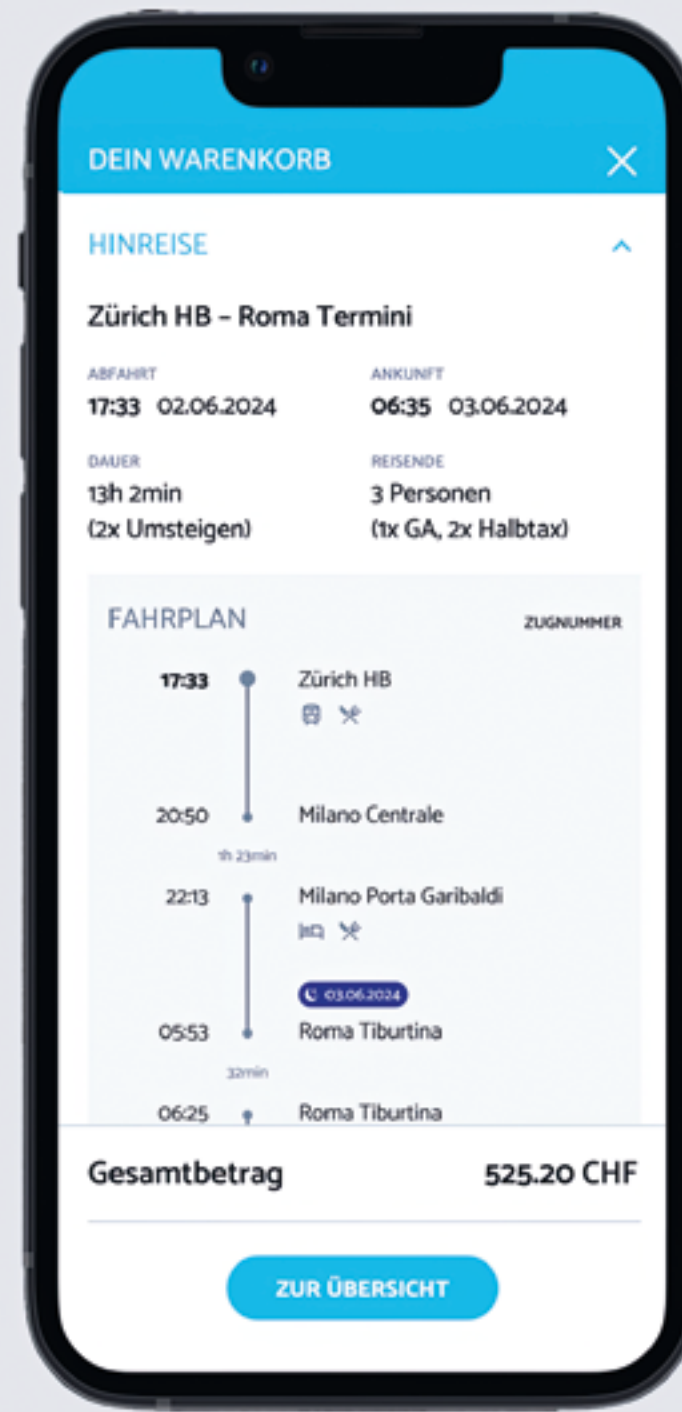 DEIN WARENKORB
HINREISE
Zürich HB – Roma Termini
ABFAHRT ANKUNFT
17:33 02.06.2024 06:35 03.06.2024
DAUER REISENDE
13h 2min 3 Personen
(2x Umsteigen) (1x GA, 2x Halbtax)
FAHRPLAN ZUGNUMMER
17:33 Zürich HB
20:50 Milano Centrale
1h 23min
22:13 Milano Porta Garibaldi
03.06.2024
05:53 Roma Tiburtina
32min
06:25 Roma Tiburtina
Gesamtbetrag 525.20 CHF
ZUR ÜBERSICHT